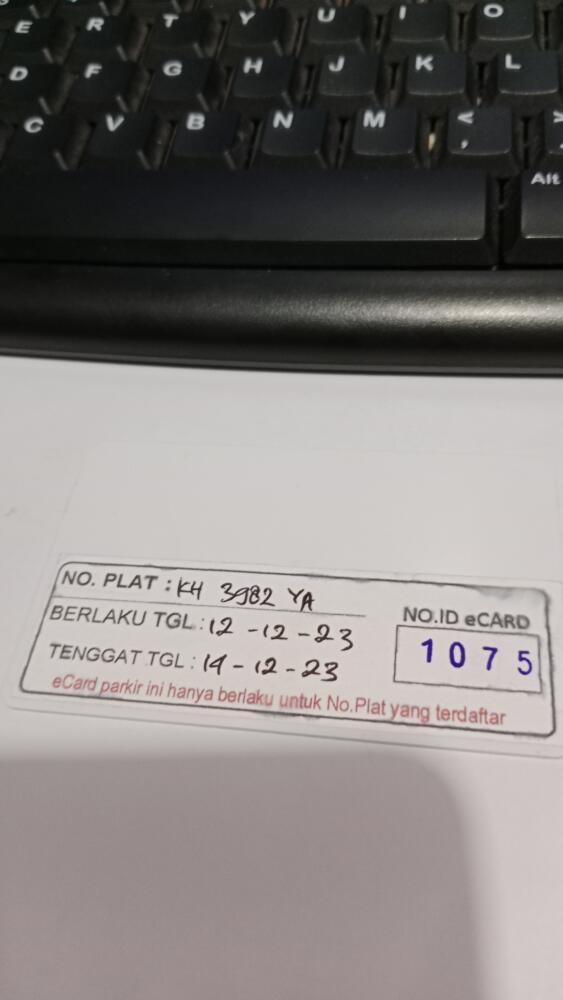 E R T Y U I O
D F G H J K L
C V B N M < , >
Alt
NO. PLAT : KH 3982 YA
BERLAKU TGL : 12 - 12 - 23
TENGGAT TGL : 14 - 12 - 23
NO.ID eCARD
1075
eCard parkir ini hanya berlaku untuk No.Plat yang terdaftar